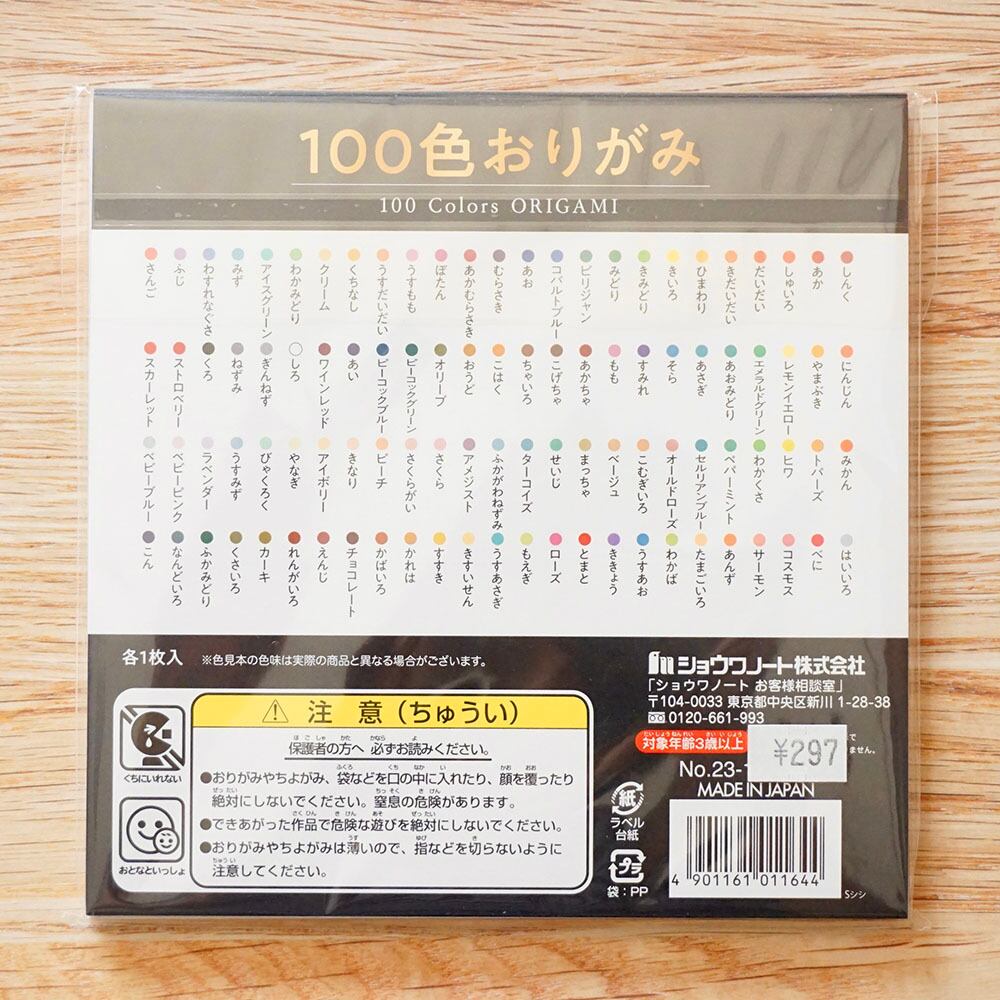 100色おりがみ
100 Colors ORIGAMI
しんく
あか
しゅいろ
だいだい
きだいだい
ひまわり
きいろ
きみどり
みどり
ビリジャン
コバルトブルー
あお
むらさき
あかむらさき
ぼたん
うすもも
うすだいだい
くちなし
クリーム
わかみどり
アイスグリーン
みず
わすれなぐさ
ふじ
さんご
にんじん
やまぶき
レモンイエロー
エメラルドグリーン
あおみどり
あさぎ
そら
すみれ
もも
あかちゃ
こげちゃ
ちゃいろ
こはく
おうど
オリーブ
ピーコックグリーン
ピーコックブルー
あい
ワインレッド
しろ
ぎんねず
ねずみ
くろ
ストロベリー
スカーレット
みかん
トパーズ
ヒワ
わかくさ
ペパーミント
セルリアンブルー
オールドローズ
こむぎいろ
ベージュ
まっちゃ
せいじ
ターコイズ
ふかがわねずみ
アメジスト
さくら
さくらがい
ピーチ
きなり
アイボリー
やなぎ
びゃくろく
うすみず
ラベンダー
ベビーピンク
ベビーブルー
はいいろ
べに
コスモス
サーモン
あんず
たまごいろ
わかば
うすあお
ききょう
とまと
ローズ
もえぎ
うすあさぎ
きすいせん
すすき
かれは
かばいろ
チョコレート
えんじ
れんがいろ
カーキ
くさいろ
ふかみどり
なんどいろ
こん
各1枚入 ※色見本の色味は実際の商品と異なる場合がございます。
ショウワノート株式会社
「ショウワノート お客様相談室」
〒104-0033 東京都中央区新川 1-28-38
0120-661-993
対象年齢3歳以上
¥297
ません。
No.23-1
MADE IN JAPAN
紙
ラベル
台紙
プラ
袋:PP
4 901161 011644
Sシシ
くちにいれない
おとなといっしょ
注 意(ちゅうい)
保護者の方へ 必ずお読みください。
●おりがみやちよがみ、袋などを口の中に入れたり、顔を覆ったり
絶対にしないでください。窒息の危険があります。
●できあがった作品で危険な遊びを絶対にしないでください。
●おりがみやちよがみは薄いので、指などを切らないように
注意してください。